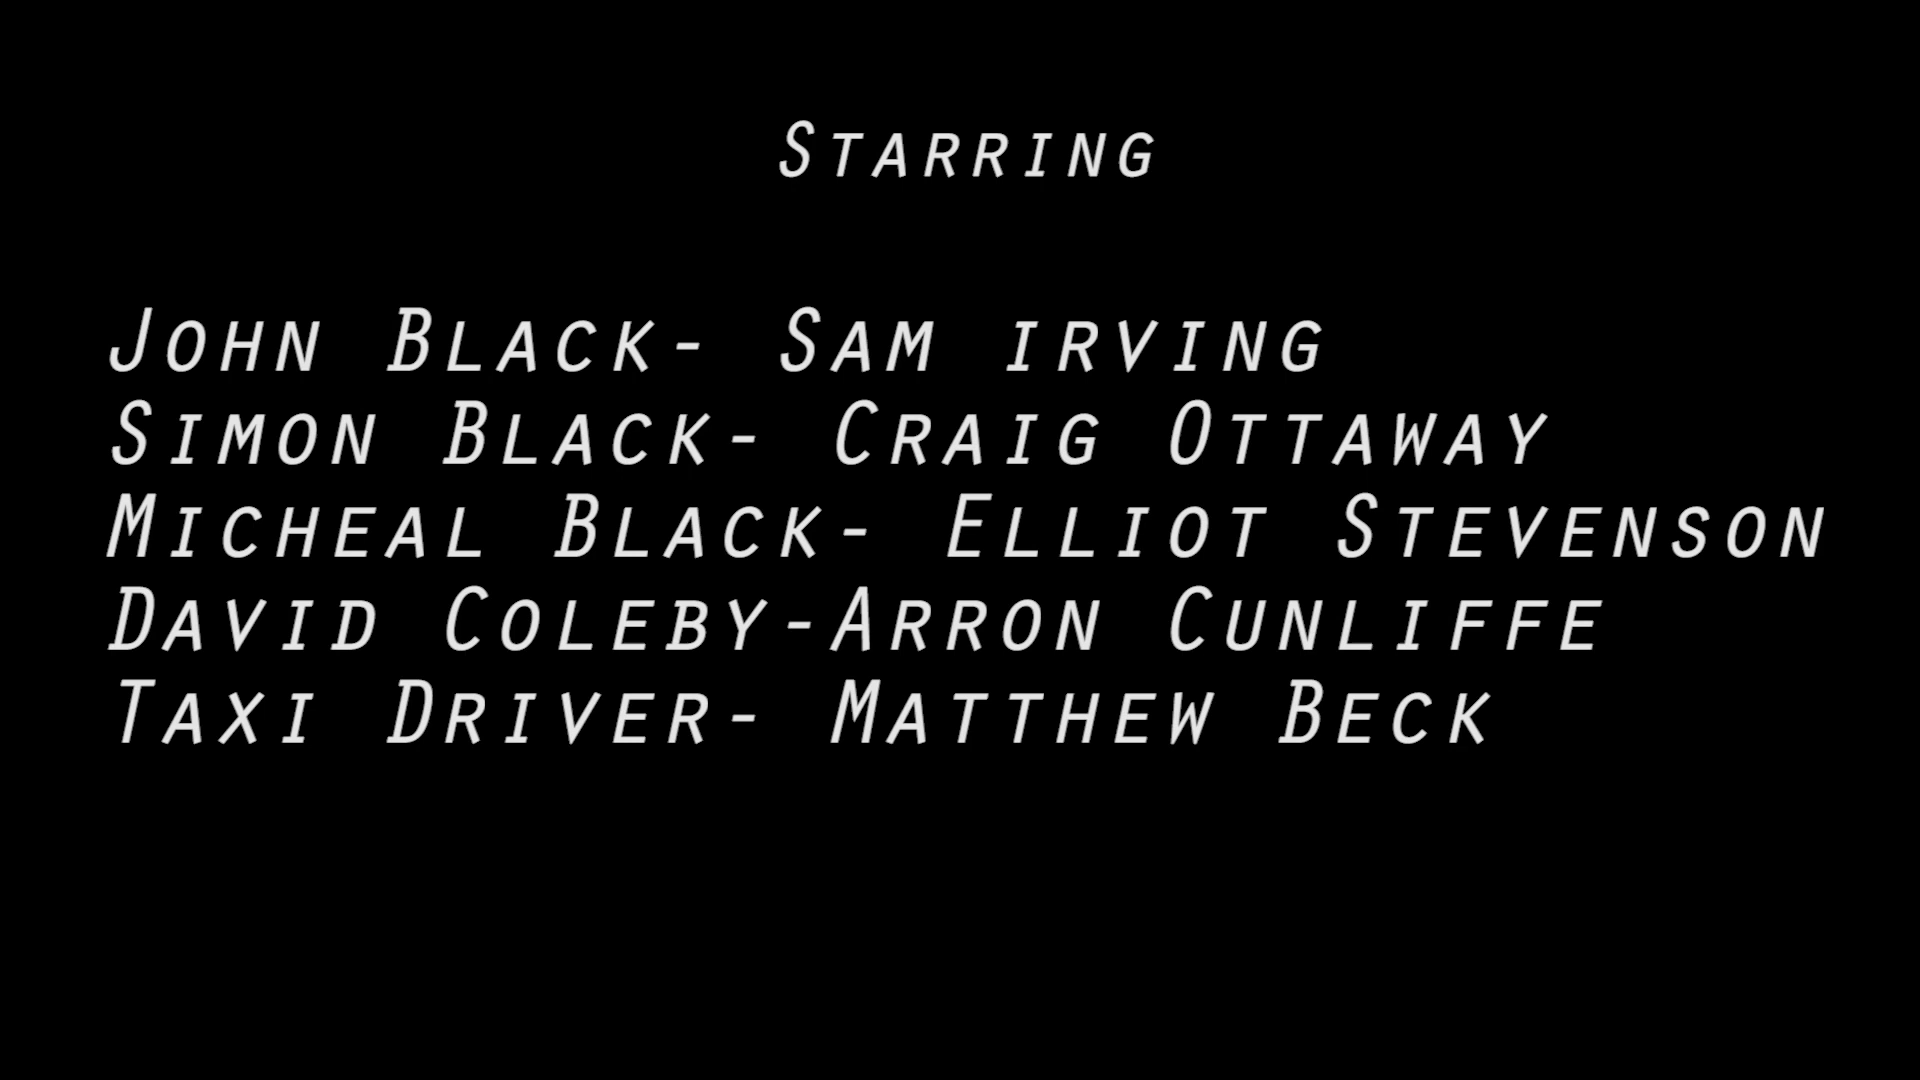 Starring
John Black- Sam irving
Simon Black- Craig Ottaway
Micheal Black- Elliot Stevenson
David Coleby-Arron Cunliffe
Taxi Driver- Matthew Beck